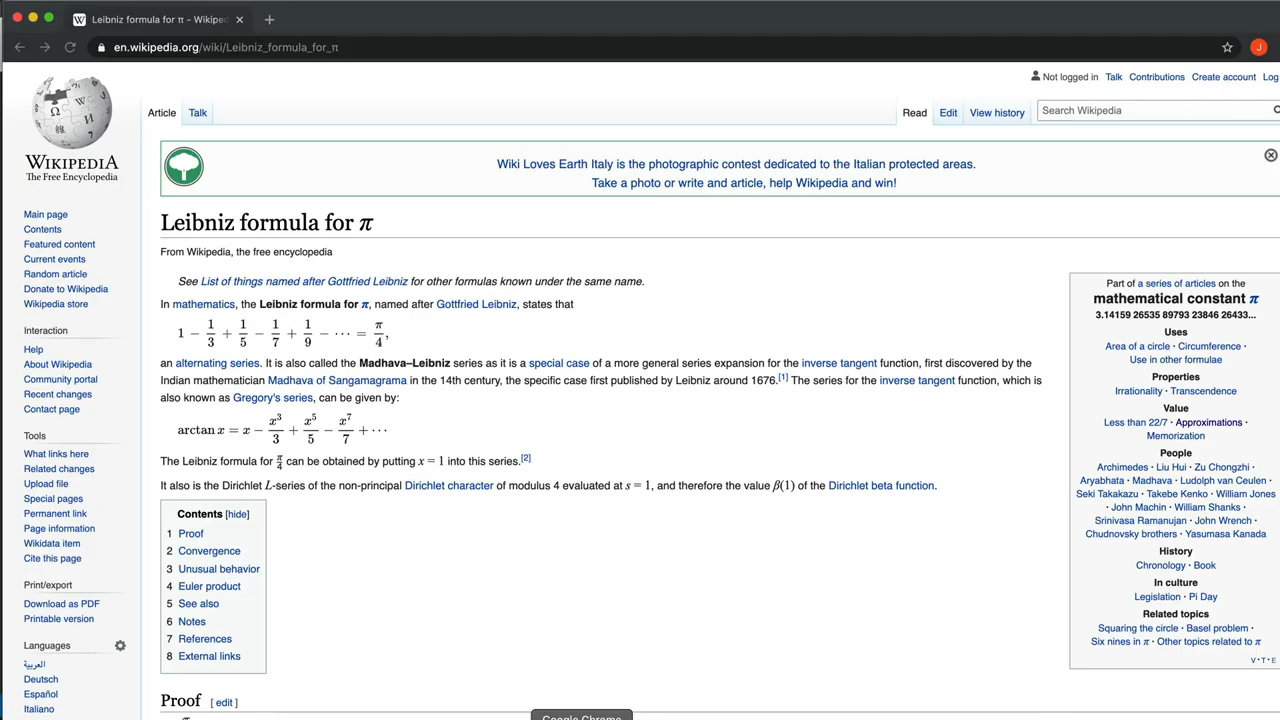 Leibniz formula for π - Wikiped
en.wikipedia.org/wiki/Leibniz_formula_for_π
J
Not logged in Talk Contributions Create account Log
Article Talk
Read Edit View history
Search Wikipedia
WIKIPEDIA
The Free Encyclopedia
Wiki Loves Earth Italy is the photographic contest dedicated to the Italian protected areas.
Take a photo or write and article, help Wikipedia and win!
Main page
Contents
Featured content
Current events
Random article
Donate to Wikipedia
Wikipedia store
Interaction
Help
About Wikipedia
Community portal
Recent changes
Contact page
Tools
What links here
Related changes
Upload file
Special pages
Permanent link
Page information
Wikidata item
Cite this page
Print/export
Download as PDF
Printable version
Languages
العربية
Deutsch
Español
Italiano
Leibniz formula for π
From Wikipedia, the free encyclopedia
See List of things named after Gottfried Leibniz for other formulas known under the same name.
In mathematics, the Leibniz formula for π, named after Gottfried Leibniz, states that
1 − 1/3 + 1/5 − 1/7 + 1/9 − ⋯ = π/4,
an alternating series. It is also called the Madhava–Leibniz series as it is a special case of a more general series expansion for the inverse tangent function, first discovered by the
Indian mathematician Madhava of Sangamagrama in the 14th century, the specific case first published by Leibniz around 1676.[1] The series for the inverse tangent function, which is
also known as Gregory's series, can be given by:
arctan x = x − x³/3 + x⁵/5 − x⁷/7 + ⋯
The Leibniz formula for π/4 can be obtained by putting x = 1 into this series.[2]
It also is the Dirichlet L-series of the non-principal Dirichlet character of modulus 4 evaluated at s = 1, and therefore the value β(1) of the Dirichlet beta function.
Contents [hide]
1 Proof
2 Convergence
3 Unusual behavior
4 Euler product
5 See also
6 Notes
7 References
8 External links
Proof [ edit ]
π
Part of a series of articles on the
mathematical constant π
3.14159 26535 89793 23846 26433...
Uses
Area of a circle · Circumference ·
Use in other formulae
Properties
Irrationality · Transcendence
Value
Less than 22/7 · Approximations ·
Memorization
People
Archimedes · Liu Hui · Zu Chongzhi ·
Aryabhata · Madhava · Ludolph van Ceulen ·
Seki Takakazu · Takebe Kenko · William Jones
· John Machin · William Shanks ·
Srinivasa Ramanujan · John Wrench ·
Chudnovsky brothers · Yasumasa Kanada
History
Chronology · Book
In culture
Legislation · Pi Day
Related topics
Squaring the circle · Basel problem ·
Six nines in π · Other topics related to π
V·T·E
Google Chrome